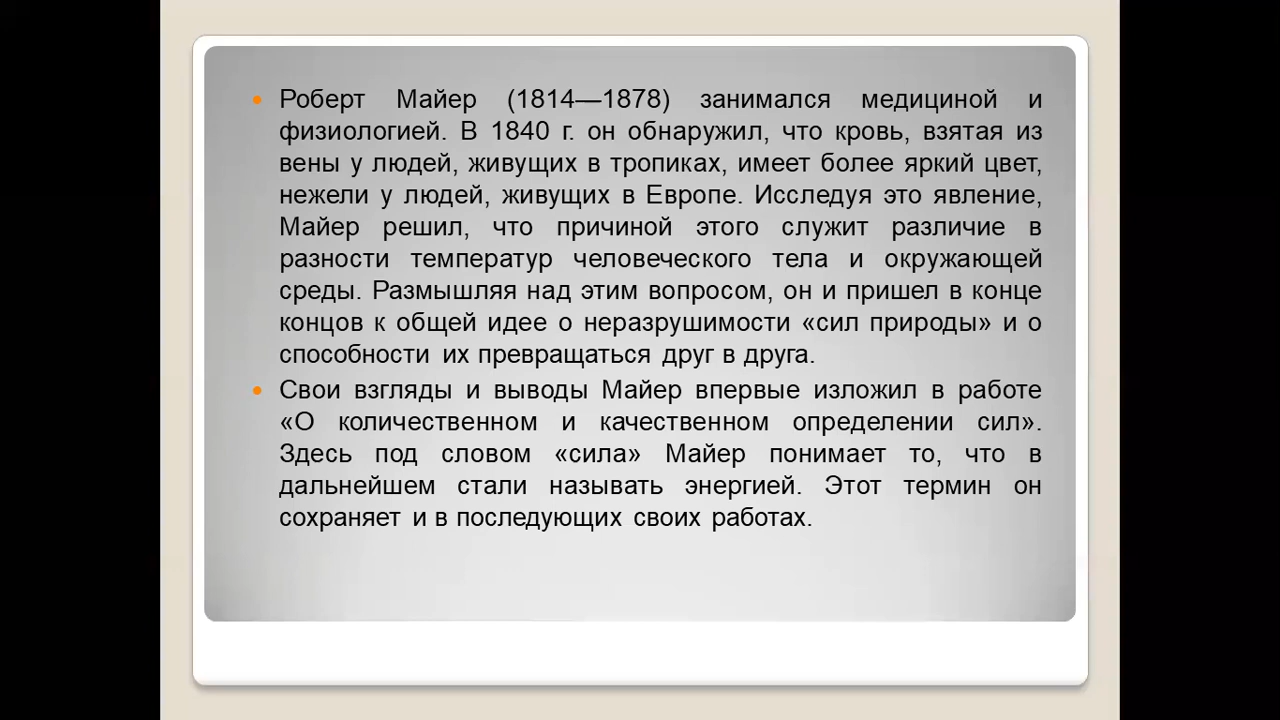 • Роберт Майер (1814—1878) занимался медициной и
физиологией. В 1840 г. он обнаружил, что кровь, взятая из
вены у людей, живущих в тропиках, имеет более яркий цвет,
нежели у людей, живущих в Европе. Исследуя это явление,
Майер решил, что причиной этого служит различие в
разности температур человеческого тела и окружающей
среды. Размышляя над этим вопросом, он и пришел в конце
концов к общей идее о неразрушимости «сил природы» и о
способности их превращаться друг в друга.
• Свои взгляды и выводы Майер впервые изложил в работе
«О количественном и качественном определении сил».
Здесь под словом «сила» Майер понимает то, что в
дальнейшем стали называть энергией. Этот термин он
сохраняет и в последующих своих работах.